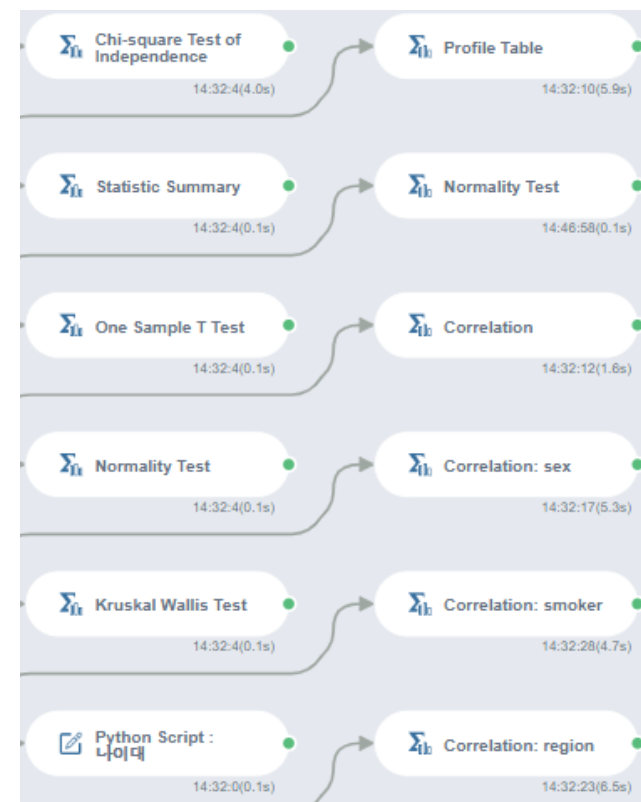 Chi-square Test of
Independence
14:32:4(4.0s)
Profile Table
14:32:10(5.9s)
Statistic Summary
14:32:4(0.1s)
Normality Test
14:46:58(0.1s)
One Sample T Test
14:32:4(0.1s)
Correlation
14:32:12(1.6s)
Normality Test
14:32:4(0.1s)
Correlation: sex
14:32:17(5.3s)
Kruskal Wallis Test
14:32:4(0.1s)
Correlation: smoker
14:32:28(4.7s)
Python Script :
나이대
14:32:0(0.1s)
Correlation: region
14:32:23(6.5s)